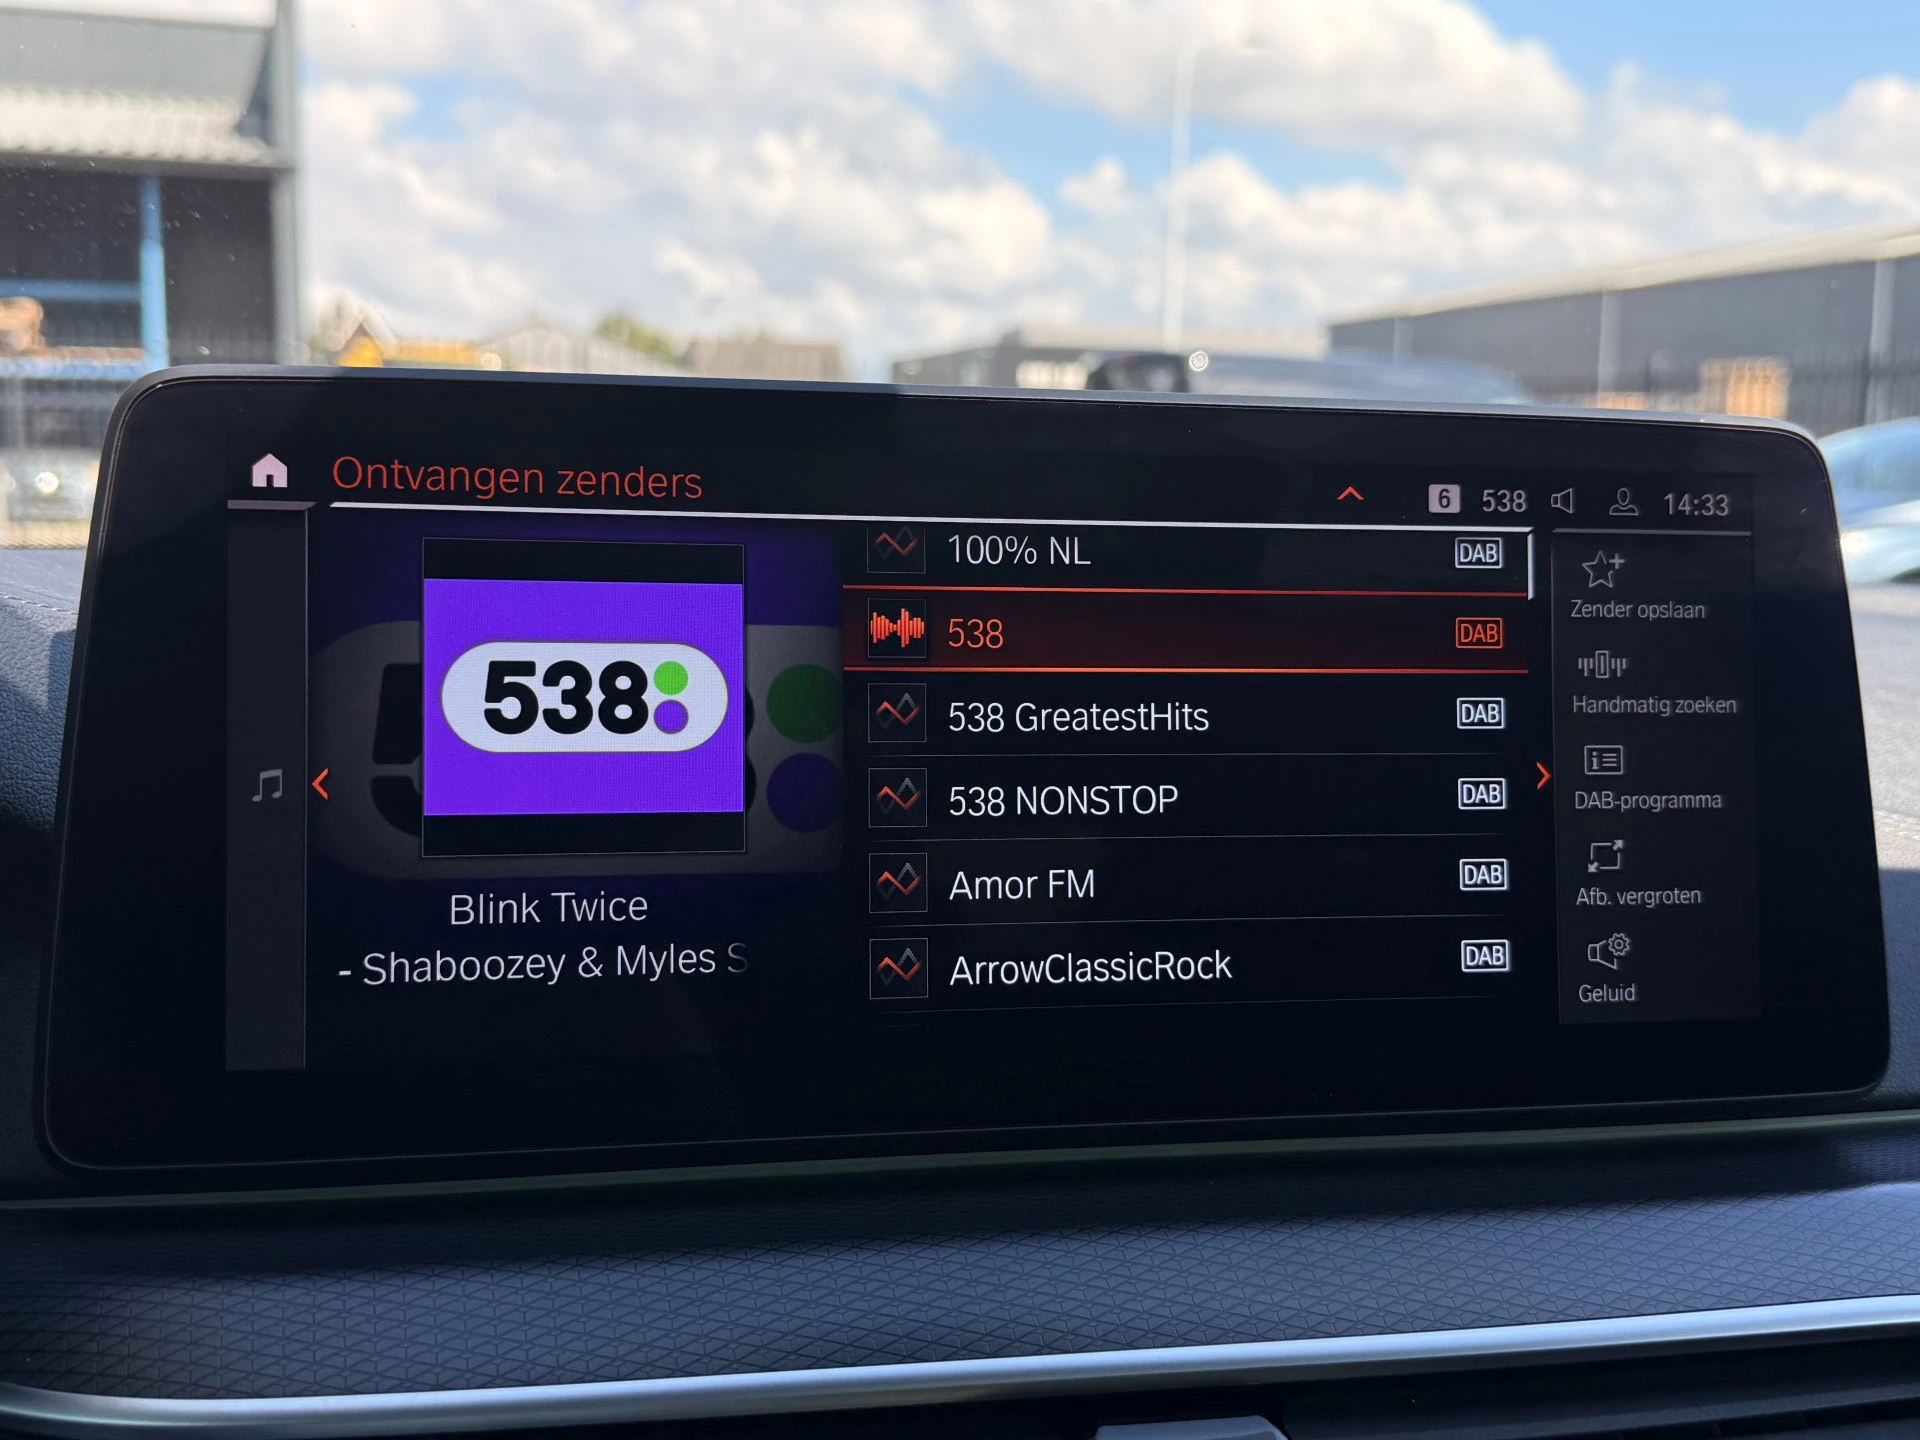 Ontvangen zenders
6 538 14:33
538
Blink Twice
- Shaboozey & Myles S
100% NL DAB
538 DAB
538 GreatestHits DAB
538 NONSTOP DAB
Amor FM DAB
ArrowClassicRock DAB
Zender opslaan
Handmatig zoeken
DAB-programma
Afb. vergroten
Geluid